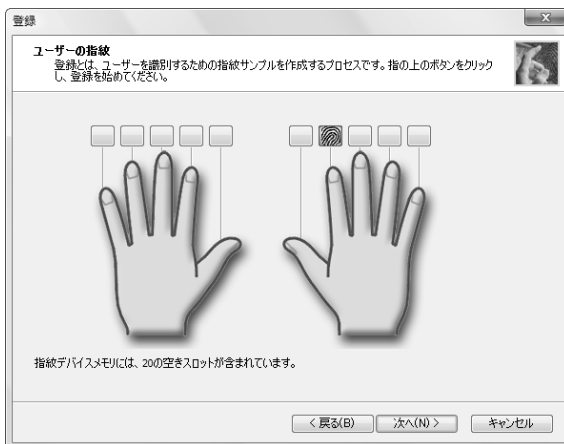 登録
ユーザーの指紋
登録とは、ユーザーを識別するための指紋サンプルを作成するプロセスです。指の上のボタンをクリック
し、登録を始めてください。
指紋デバイスメモリには、20の空きスロットが含まれています。
< 戻る(B)
次へ(N) >
キャンセル